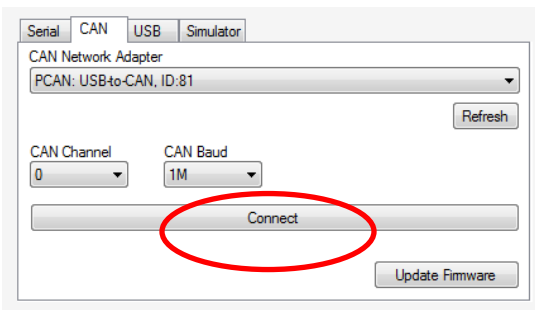 Serial CAN USB Simulator
CAN Network Adapter
PCAN: USB-to-CAN, ID:81
Refresh
CAN Channel CAN Baud
0 1M
Connect
Update Firmware